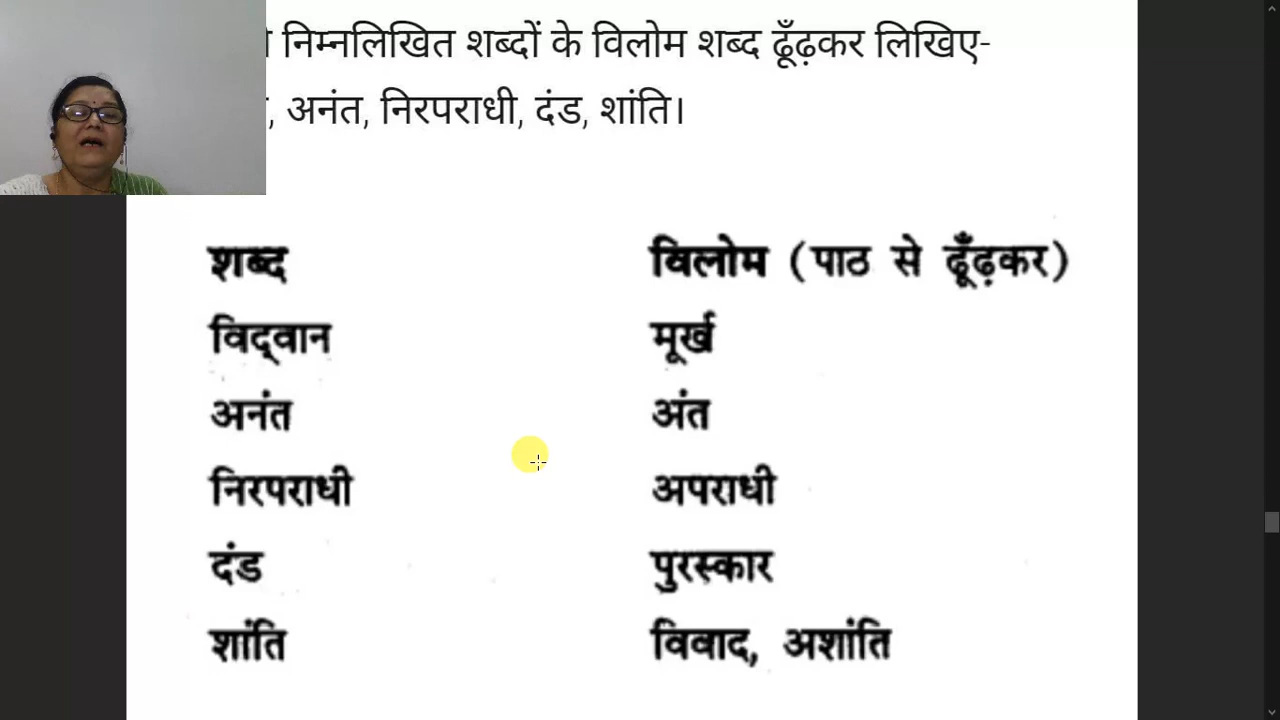 निम्नलिखित शब्दों के विलोम शब्द ढूँढ़कर लिखिए-
, अनंत, निरपराधी, दंड, शांति।
शब्द विलोम (पाठ से ढूँढ़कर)
विद्वान मूर्ख
अनंत अंत
निरपराधी अपराधी
दंड पुरस्कार
शांति विवाद, अशांति